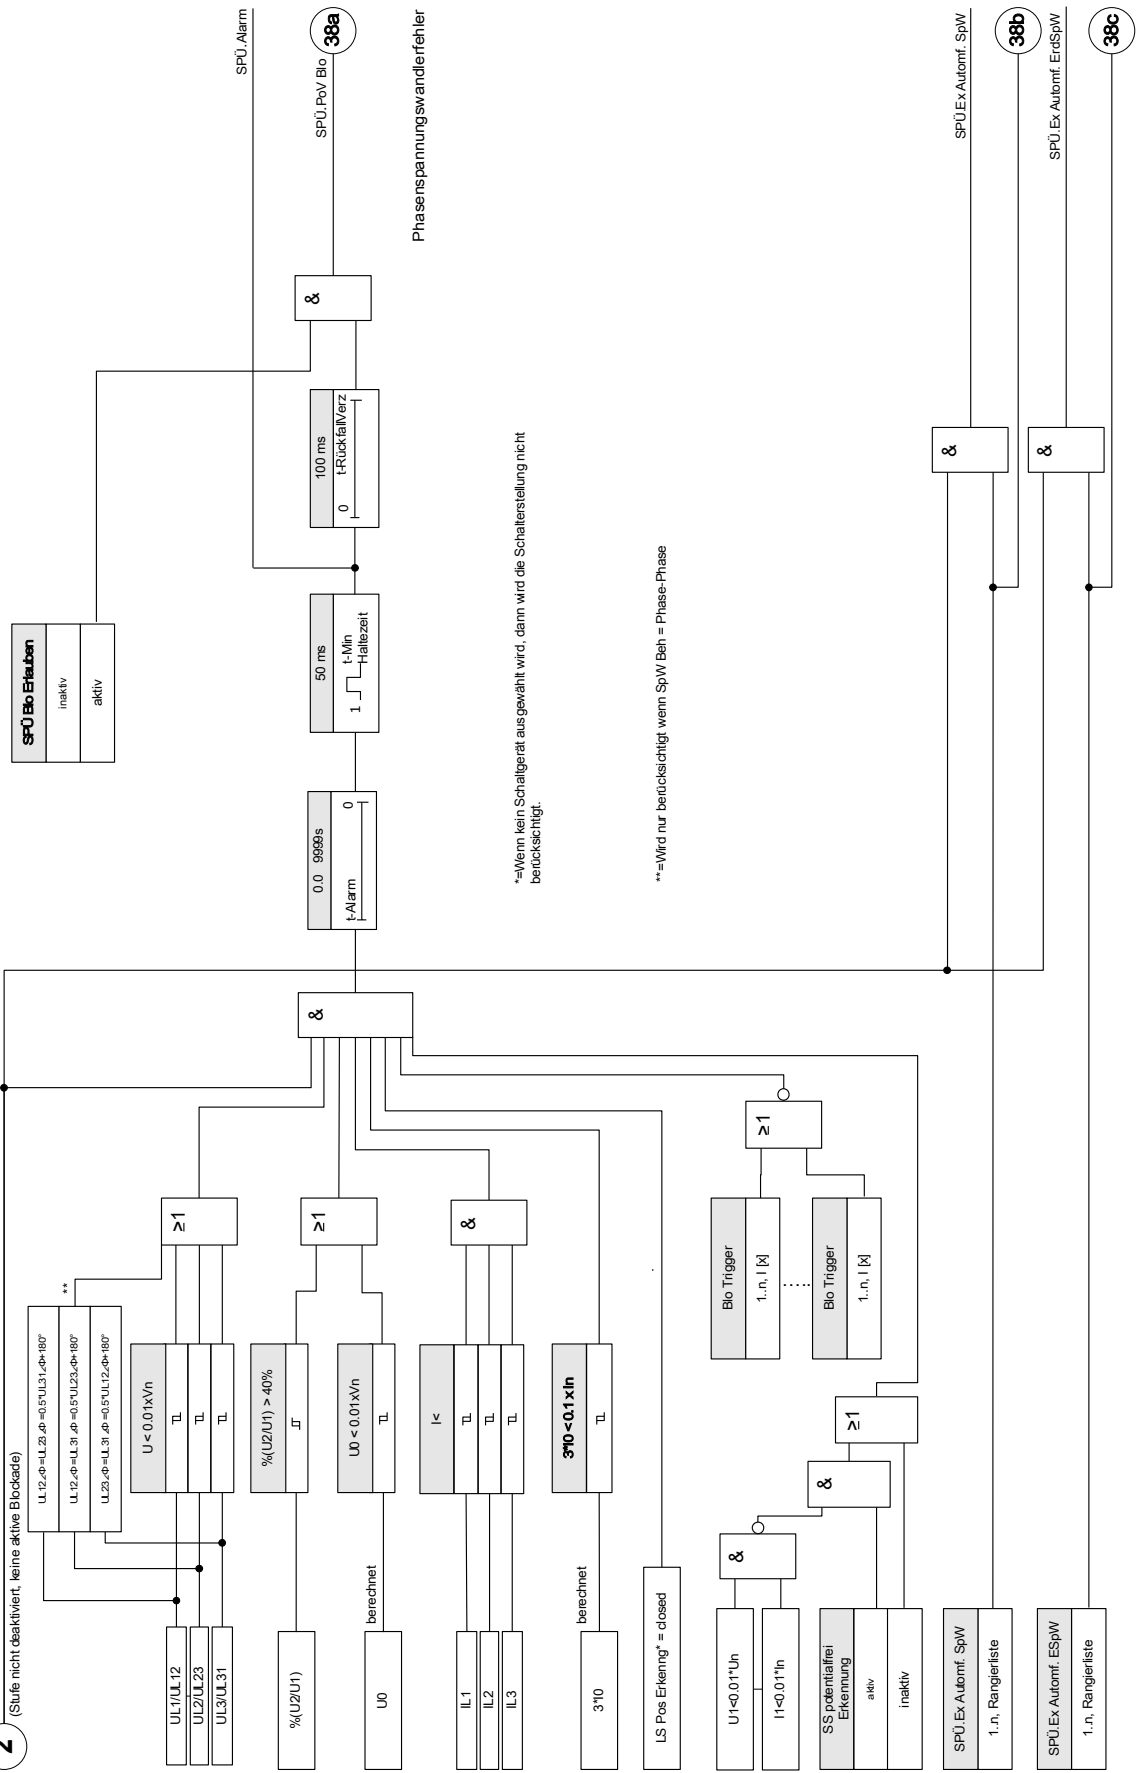 2
(Stufe nicht deaktiviert, keine aktive Blockade)
UL12∠Φ=UL23∠Φ=0.5*UL31∠Φ+180°
UL12∠Φ=UL31∠Φ=0.5*UL23∠Φ+180°
UL23∠Φ=UL31∠Φ=0.5*UL12∠Φ+180°
**
UL1/UL12
UL2/UL23
UL3/UL31
U < 0.01xVn
≥1
%(U2/U1)
%(U2/U1) > 40%
≥1
U0
berechnet
U0 < 0.01xVn
IL1
IL2
IL3
I<
&
3*I0
berechnet
3*I0 < 0.1 x In
LS Pos Erkenng* = closed
Blo Trigger
1..n, I [x]
Blo Trigger
1..n, I [x]
≥1
U1<0.01*Un
I1<0.01*In
&
SS potentialfrei
Erkennung
aktiv
inaktiv
&
≥1
&
0.0 9999s
t-Alarm
0
50 ms
1
t-Min
Haltezeit
100 ms
0
t-RückfallVerz
SPÜ Blo Erlauben
inaktiv
aktiv
&
SPÜ.Alarm
SPÜ.PoV Blo
38a
Phasenspannungswandlerfehler
*=Wenn kein Schaltgerät ausgewählt wird, dann wird die Schalterstellung nicht
berücksichtigt.
**=Wird nur berücksichtigt wenn SpW Beh = Phase-Phase
SPÜ.Ex Automf. SpW
1..n, Rangierliste
&
SPÜ.Ex Automf. SpW
38b
SPÜ.Ex Automf. ESpW
1..n, Rangierliste
&
SPÜ.Ex Automf. ErdSpW
38c